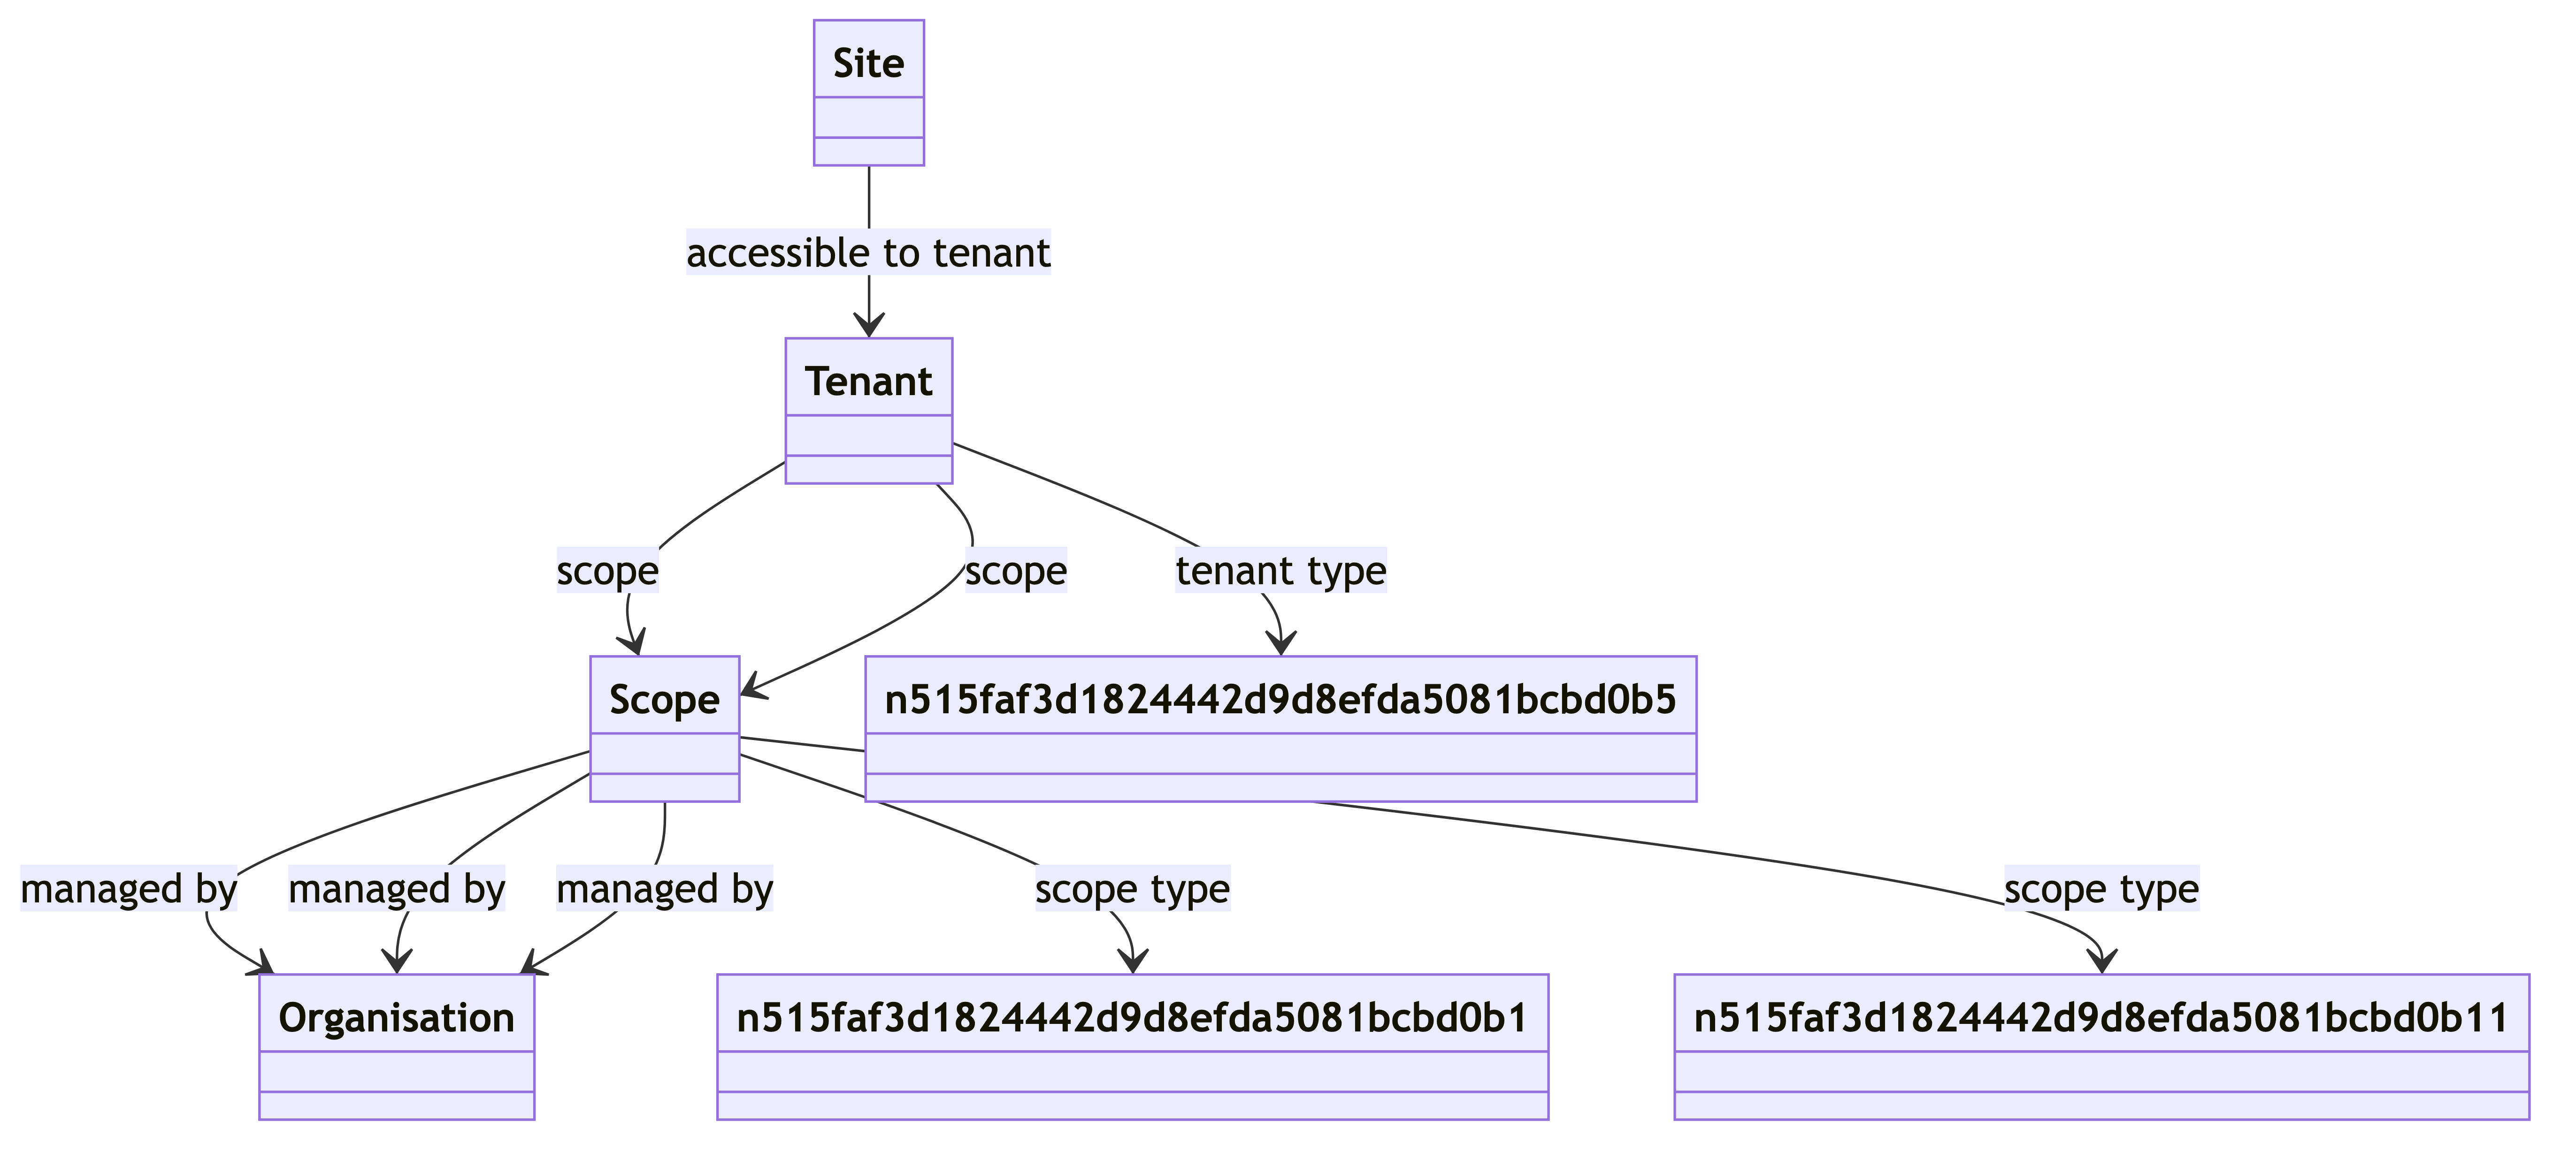 Site
accessible to tenant
Tenant
scope
scope
tenant type
Scope
n515faf3d1824442d9d8efda5081bcbd0b5
managed by
managed by
managed by
scope type
scope type
Organisation
n515faf3d1824442d9d8efda5081bcbd0b1
n515faf3d1824442d9d8efda5081bcbd0b11